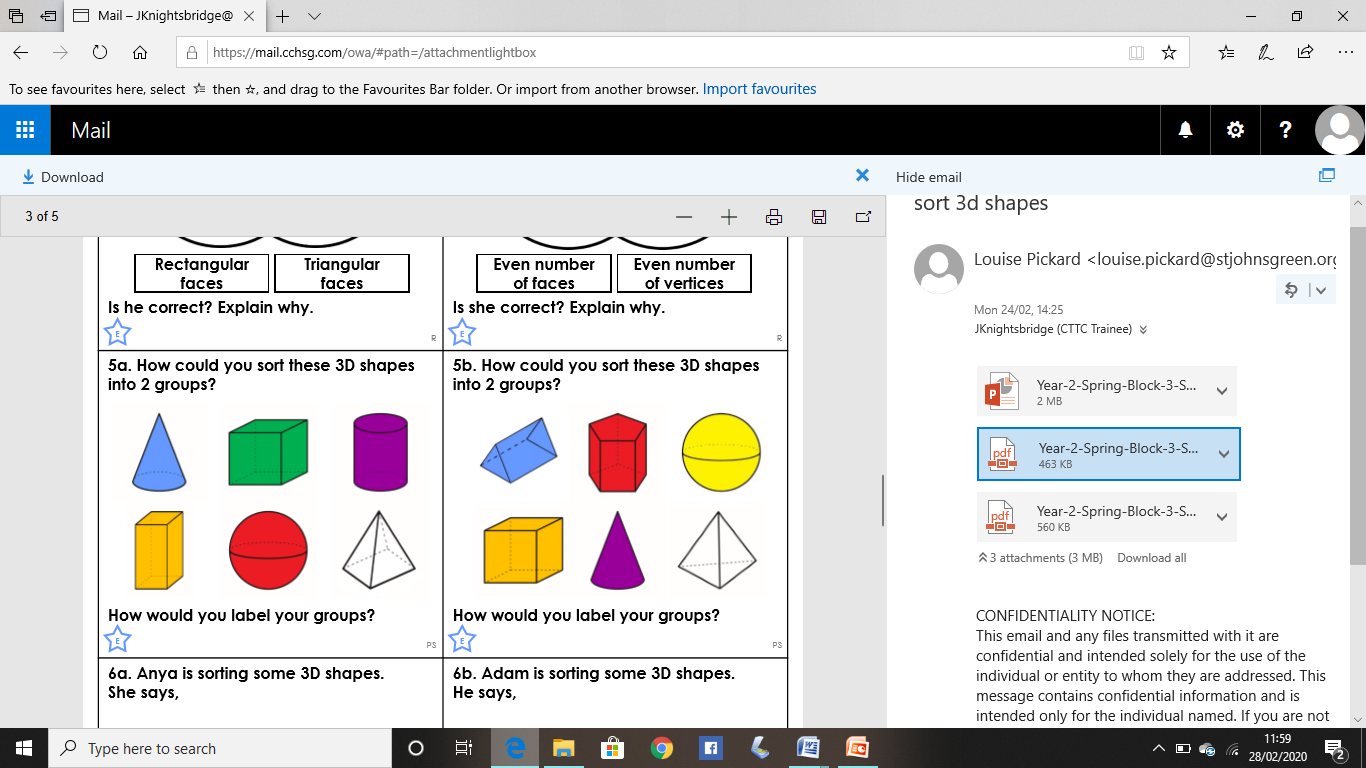 Mail – JKnightsbridge@
https://mail.cchsg.com/owa/#path=/attachmentlightbox
To see favourites here, select then , and drag to the Favourites Bar folder. Or import from another browser. Import favourites
Mail
?
Download
Hide email
3 of 5
sort 3d shapes
Louise Pickard <louise.pickard@stjohnsgreen.org
Mon 24/02, 14:25
JKnightsbridge (CTTC Trainee)
Year-2-Spring-Block-3-S...
2 MB
pdf
Year-2-Spring-Block-3-S...
463 KB
pdf
Year-2-Spring-Block-3-S...
560 KB
3 attachments (3 MB) Download all
CONFIDENTIALITY NOTICE:
This email and any files transmitted with it are
confidential and intended solely for the use of the
individual or entity to whom they are addressed. This
message contains confidential information and is
intended only for the individual named. If you are not
Rectangular
faces
Triangular
faces
Is he correct? Explain why.
E
R
Even number
of faces
Even number
of vertices
Is she correct? Explain why.
E
R
5a. How could you sort these 3D shapes
into 2 groups?
How would you label your groups?
E
PS
5b. How could you sort these 3D shapes
into 2 groups?
How would you label your groups?
E
PS
6a. Anya is sorting some 3D shapes.
She says,
6b. Adam is sorting some 3D shapes.
He says,
Type here to search
11:59
28/02/2020
2